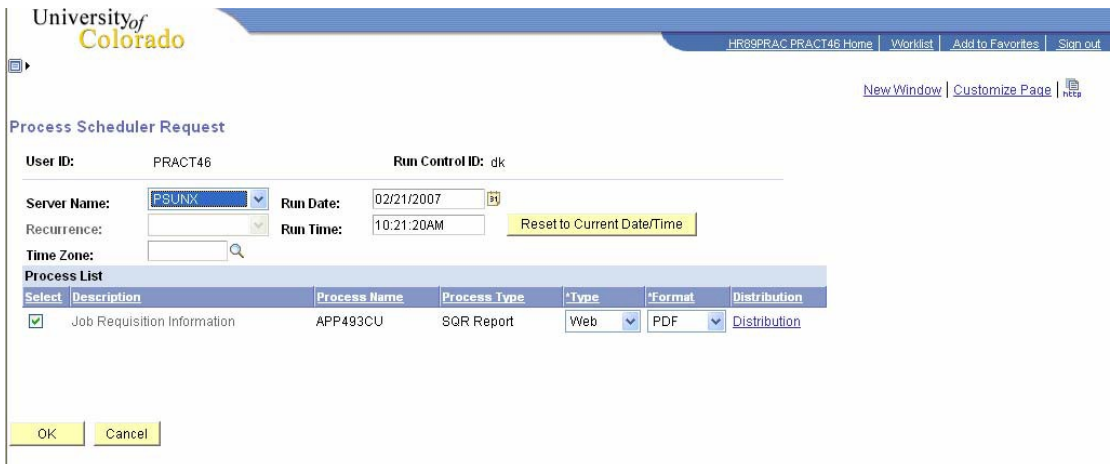 University of
Colorado
HR89PRAC PRACT46 Home | Worklist | Add to Favorites | Sign out
New Window | Customize Page | http
Process Scheduler Request
User ID: PRACT46 Run Control ID: dk
Server Name: PSUNX Run Date: 02/21/2007 31
Recurrence: Run Time: 10:21:20AM Reset to Current Date/Time
Time Zone:
Process List
Select Description Process Name Process Type *Type *Format Distribution
Job Requisition Information APP493CU SQR Report Web PDF Distribution
OK Cancel